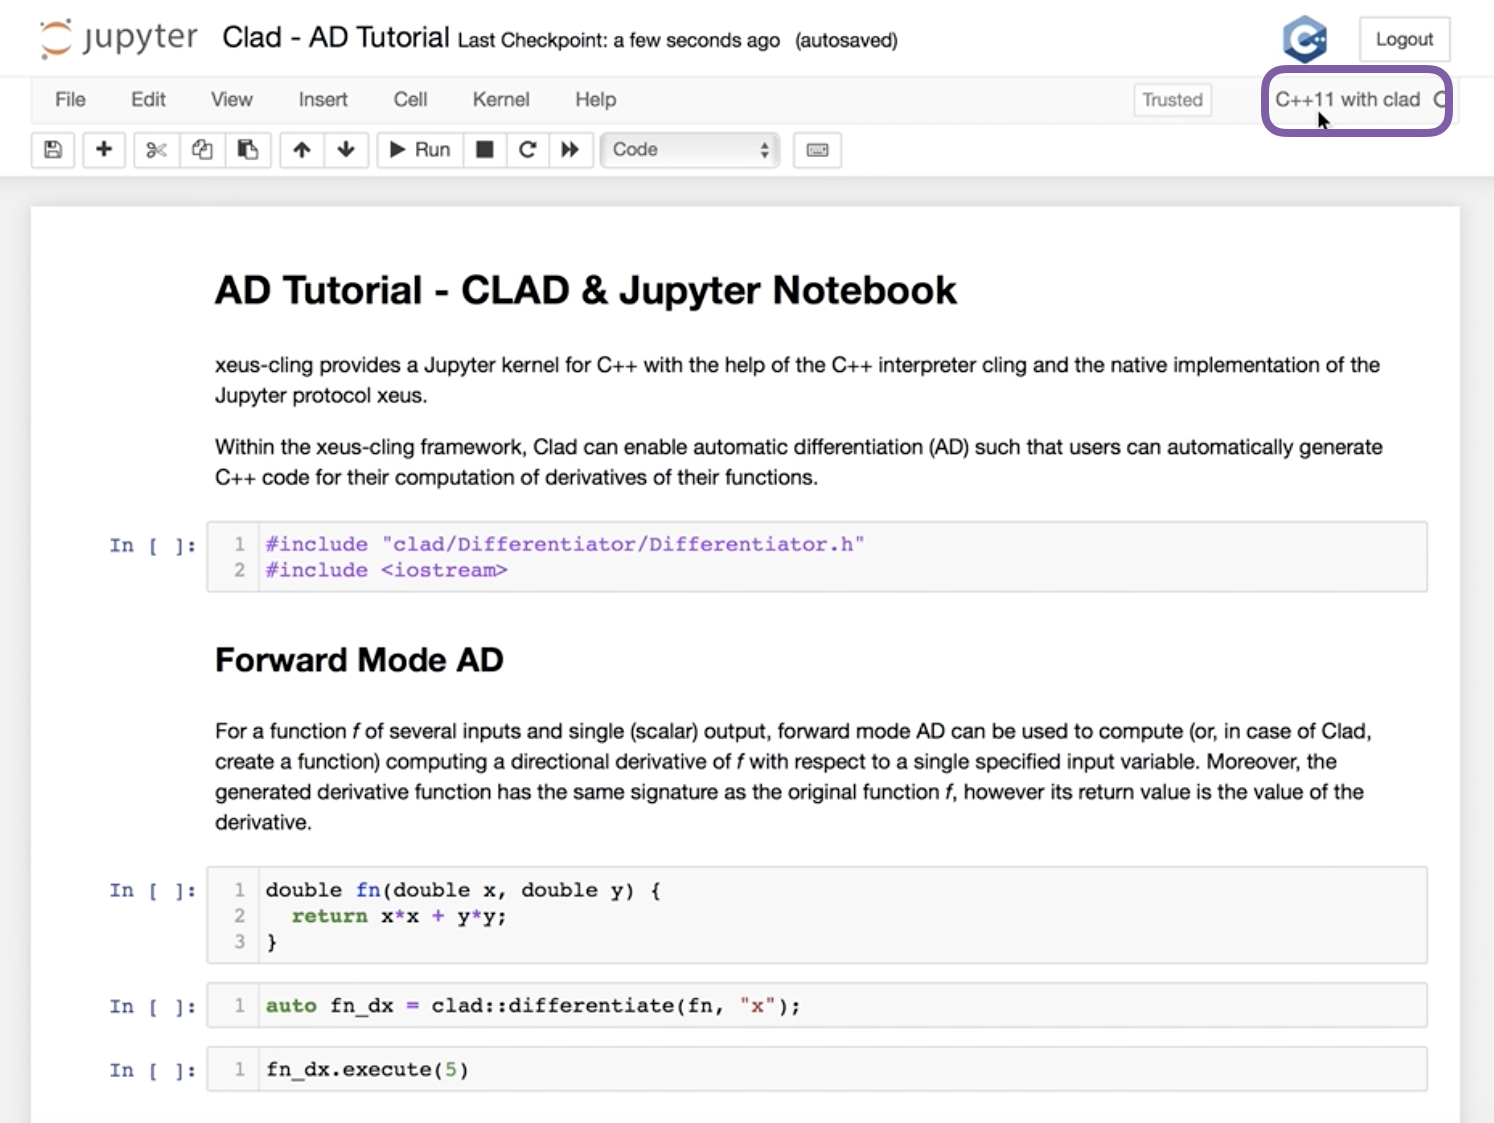 jupyter Clad - AD Tutorial Last Checkpoint: a few seconds ago (autosaved)
Logout
File Edit View Insert Cell Kernel Help Trusted C++11 with clad
Run Code
AD Tutorial - CLAD & Jupyter Notebook
xeus-cling provides a Jupyter kernel for C++ with the help of the C++ interpreter cling and the native implementation of the
Jupyter protocol xeus.
Within the xeus-cling framework, Clad can enable automatic differentiation (AD) such that users can automatically generate
C++ code for their computation of derivatives of their functions.
In [ ]: 1 #include "clad/Differentiator/Differentiator.h"
2 #include <iostream>
Forward Mode AD
For a function f of several inputs and single (scalar) output, forward mode AD can be used to compute (or, in case of Clad,
create a function) computing a directional derivative of f with respect to a single specified input variable. Moreover, the
generated derivative function has the same signature as the original function f, however its return value is the value of the
derivative.
In [ ]: 1 double fn(double x, double y) {
2 return x*x + y*y;
3 }
In [ ]: 1 auto fn_dx = clad::differentiate(fn, "x");
In [ ]: 1 fn_dx.execute(5)